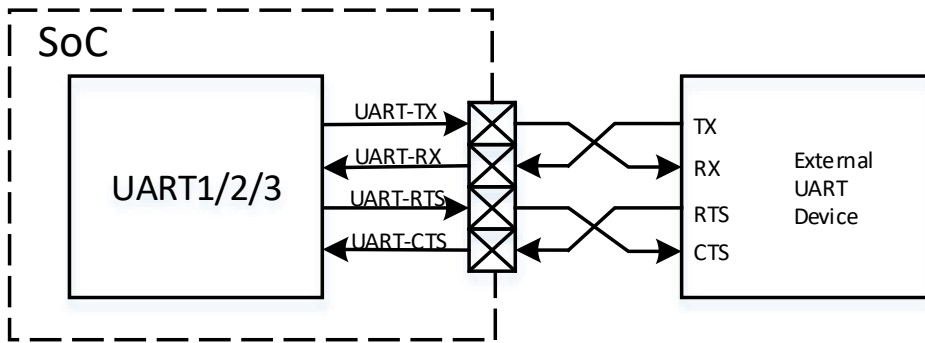 SoC
UART1/2/3
UART-TX
UART-RX
UART-RTS
UART-CTS
TX
RX
RTS
CTS
External
UART
Device